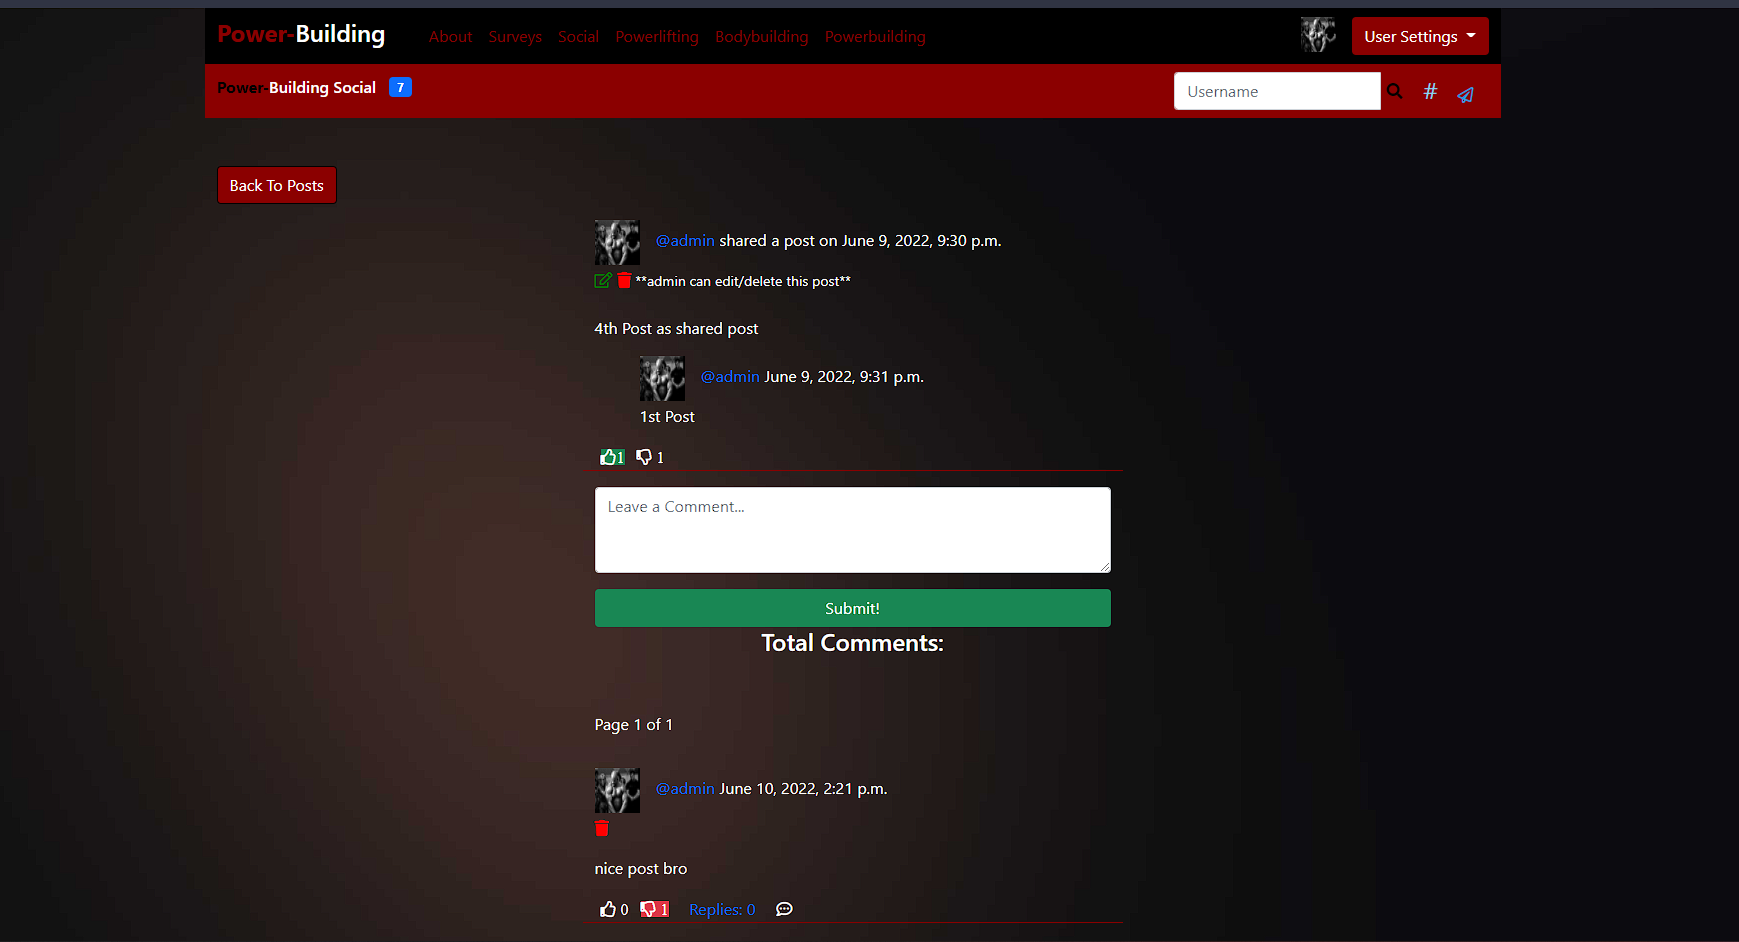 Power-Building About Surveys Social Powerlifting Bodybuilding Powerbuilding User Settings
Power-Building Social 7 Username #
Back To Posts
@admin shared a post on June 9, 2022, 9:30 p.m.
**admin can edit/delete this post**
4th Post as shared post
@admin June 9, 2022, 9:31 p.m.
1st Post
1 1
Leave a Comment...
Submit!
Total Comments:
Page 1 of 1
@admin June 10, 2022, 2:21 p.m.
nice post bro
0 1 Replies: 0